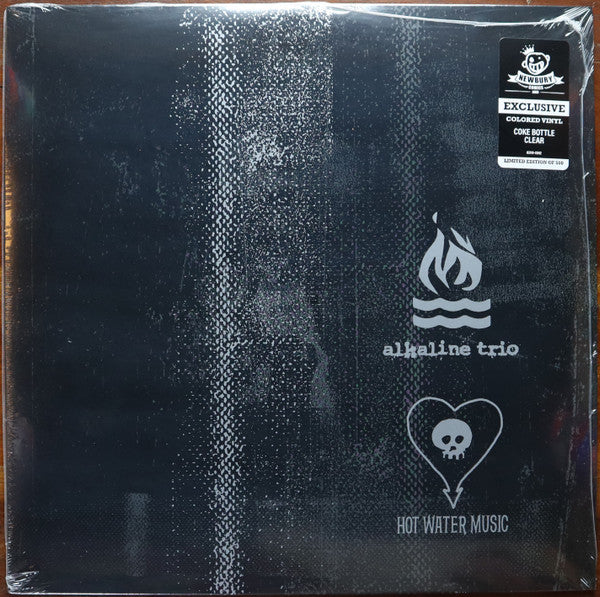 NEWBURY
COMICS
EXCLUSIVE
COLORED VINYL
COKE BOTTLE
CLEAR
LIMITED EDITION OF 500
alkaline trio
HOT WATER MUSIC